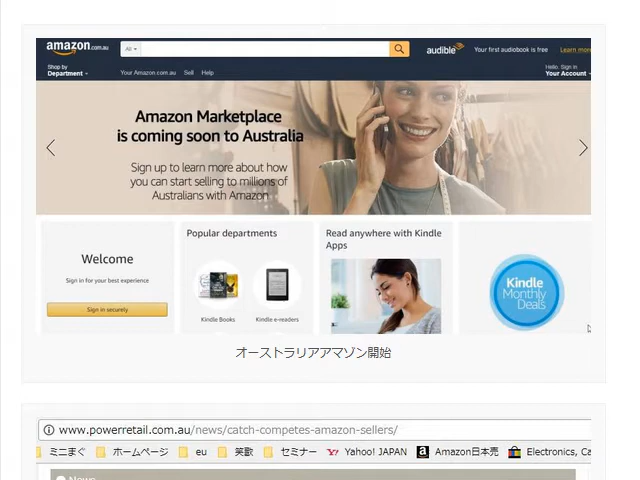 amazon.com.au
All
audible
Your first audiobook is free
Learn more
Shop by
Department
Your Amazon.com.au
Sell
Help
Hello. Sign in
Your Account
Amazon Marketplace
is coming soon to Australia
Sign up to learn more about how
you can start selling to millions of
Australians with Amazon
Welcome
Sign in for your best experience
Sign in securely
Popular departments
Kindle Books
Kindle e-readers
Read anywhere with Kindle
Apps
Kindle
Monthly
Deals
オーストラリアアマゾン開始
www.powerretail.com.au/news/catch-competes-amazon-sellers/
ミニまぐ
ホームページ
eu
笑歌
セミナー
Yahoo! JAPAN
Amazon日本売
Electronics, Ca
News